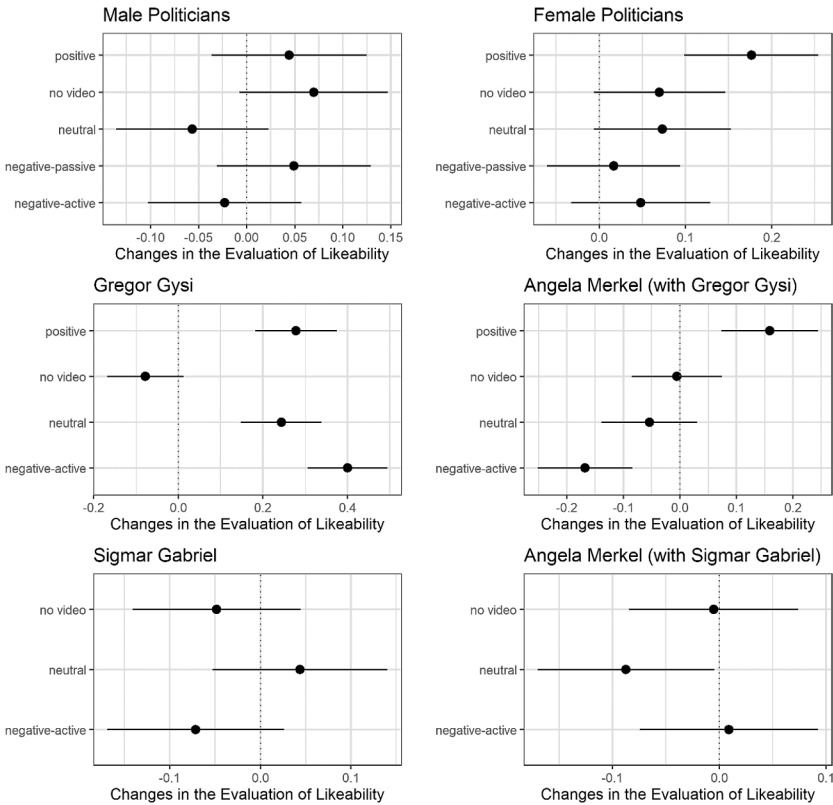 Male Politicians
positive
no video
neutral
negative-passive
negative-active
-0.10 -0.05 0.00 0.05 0.10 0.15
Changes in the Evaluation of Likeability
Female Politicians
positive
no video
neutral
negative-passive
negative-active
0.0 0.1 0.2
Changes in the Evaluation of Likeability
Gregor Gysi
positive
no video
neutral
negative-active
-0.2 0.0 0.2 0.4
Changes in the Evaluation of Likeability
Angela Merkel (with Gregor Gysi)
positive
no video
neutral
negative-active
-0.2 -0.1 0.0 0.1 0.2
Changes in the Evaluation of Likeability
Sigmar Gabriel
no video
neutral
negative-active
-0.1 0.0 0.1
Changes in the Evaluation of Likeability
Angela Merkel (with Sigmar Gabriel)
no video
neutral
negative-active
-0.1 0.0 0.1
Changes in the Evaluation of Likeability